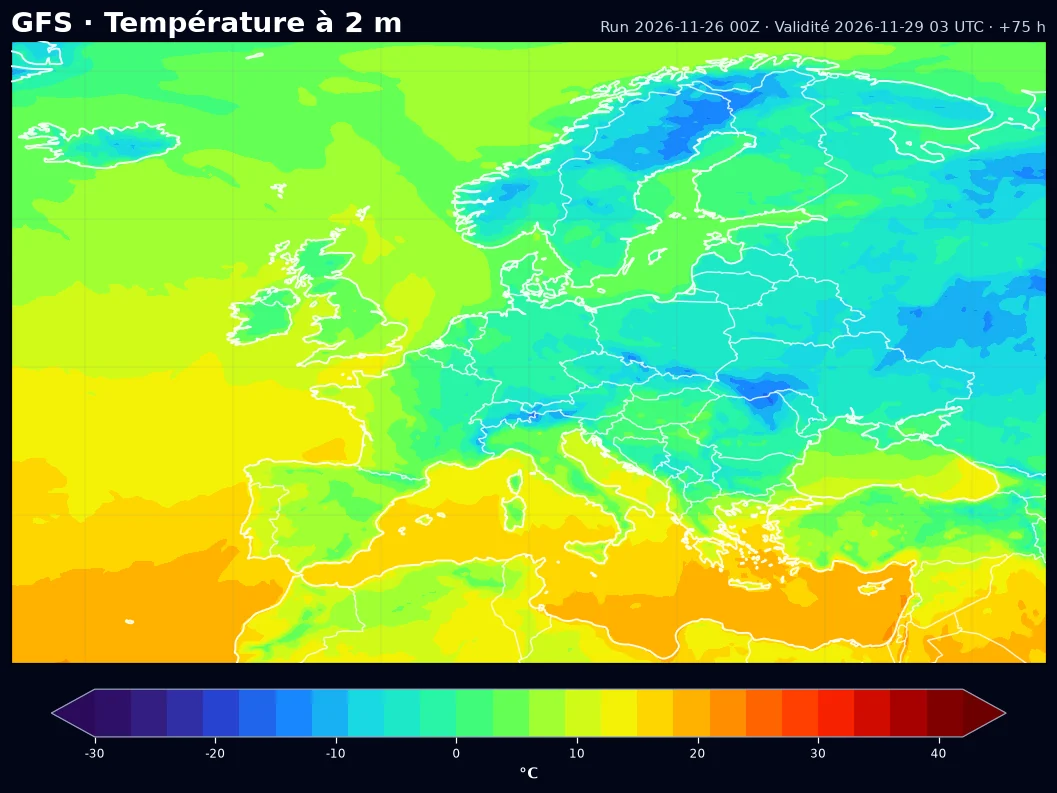 GFS · Température à 2 m
Run 2026-11-26 00Z · Validité 2026-11-29 03 UTC · +75 h
-30 -20 -10 0 10 20 30 40
°C